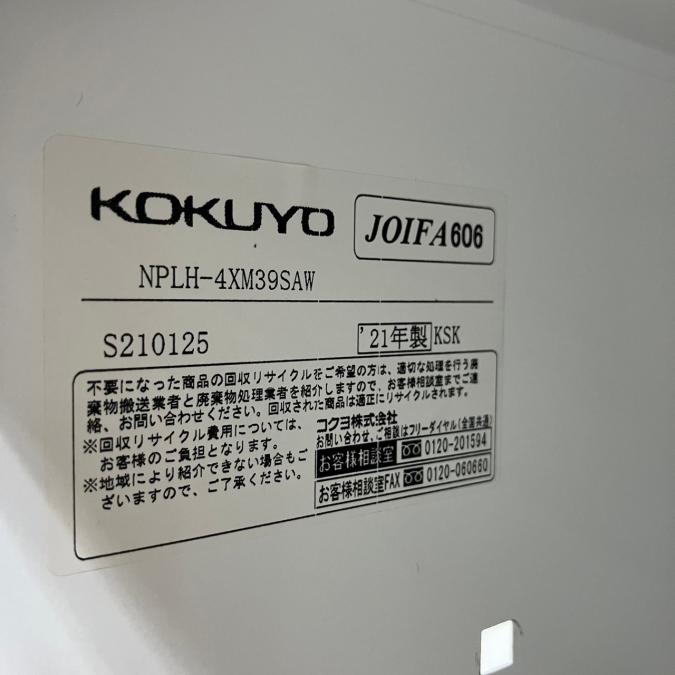 KOKUYO JOIFA606
NPLH-4XM39SAW
S210125 '21年製 KSK
不要になった商品の回収リサイクルをご希望の方は、適切な処理を行う廃
棄物搬送業者と廃棄物処理業者を紹介しますので、お客様相談室までご連
絡、お問い合わせください。回収された商品は適正にリサイクルされます。
※回収リサイクル費用については、
お客様のご負担となります。
※地域により紹介できない場合もご
ざいますので、ご了承ください。
コクヨ株式会社
お問い合わせ、ご相談はフリーダイヤル(全国共通)
お客様相談室 0120-201594
お客様相談室FAX 0120-060660